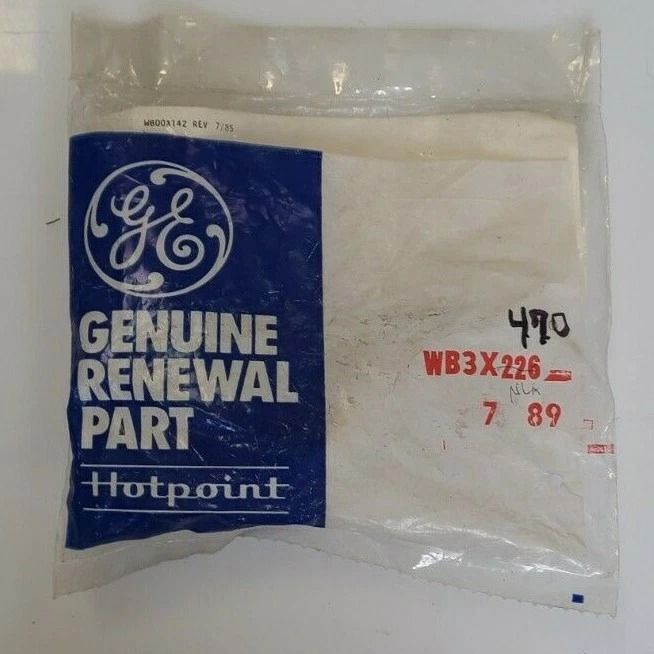 WB00X142 REV 7/85
GE
GENUINE
RENEWAL
PART
Hotpoint
470
WB3X226
NLA
7 89